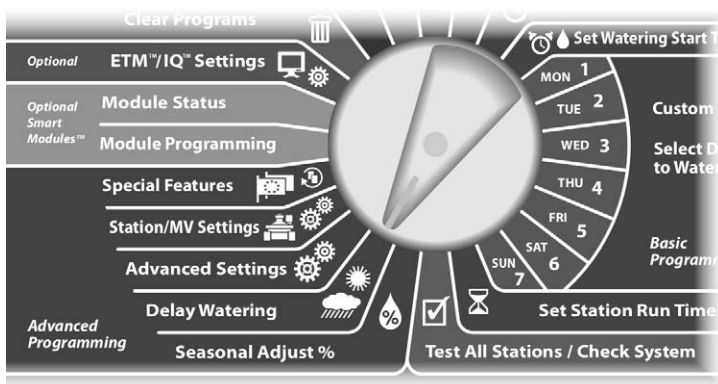 Clear Programs
Set Watering Start T
Optional
ETM™/IQ™ Settings
MON 1
Optional
Smart
Modules™
Module Status
TUE 2
Custom
Module Programming
WED 3
Select D
to Water
Special Features
THU 4
Station/MV Settings
FRI 5
Basic
Programm
Advanced Settings
SAT 6
SUN 7
Delay Watering
%
Set Station Run Time
Advanced
Programming
Seasonal Adjust %
Test All Stations / Check System